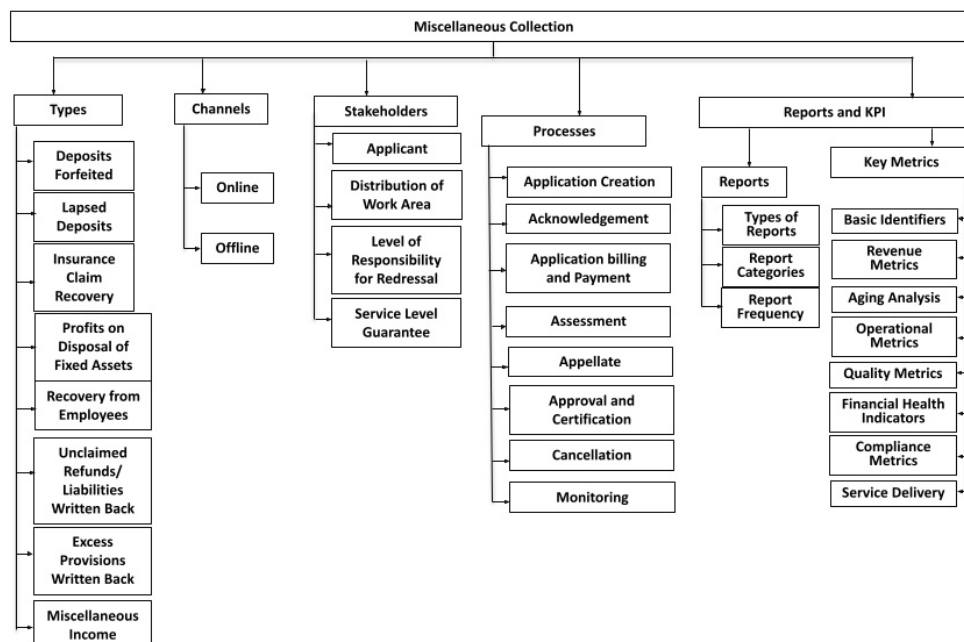 Miscellaneous Collection
Types
Deposits
Forfeited
Lapsed
Deposits
Insurance
Claim
Recovery
Profits on
Disposal of
Fixed Assets
Recovery from
Employees
Unclaimed
Refunds/
Liabilities
Written Back
Excess
Provisions
Written Back
Miscellaneous
Income
Channels
Online
Offline
Stakeholders
Applicant
Distribution of
Work Area
Level of
Responsibility
for Redressal
Service Level
Guarantee
Processes
Application Creation
Acknowledgement
Application billing
and Payment
Assessment
Appellate
Approval and
Certification
Cancellation
Monitoring
Reports and KPI
Reports
Types of
Reports
Report
Categories
Report
Frequency
Key Metrics
Basic Identifiers
Revenue
Metrics
Aging Analysis
Operational
Metrics
Quality Metrics
Financial Health
Indicators
Compliance
Metrics
Service Delivery